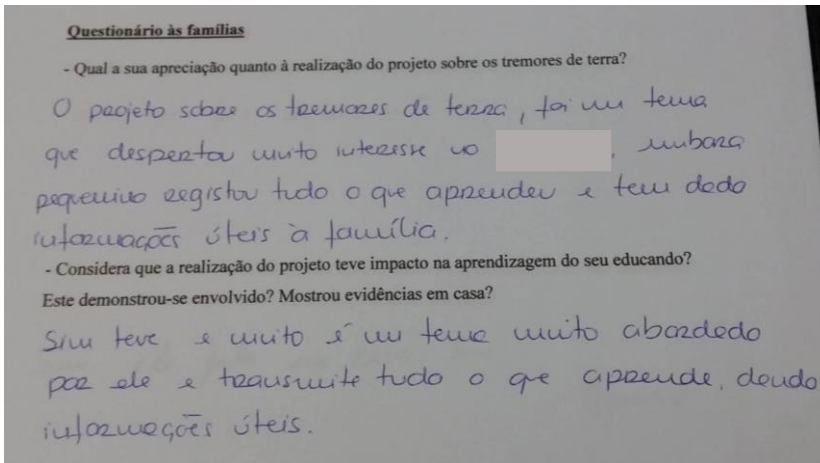 Questionário às famílias
- Qual a sua apreciação quanto à realização do projeto sobre os tremores de terra?
O projeto sobre os tremores de terra, foi um tema
que despertou muito interesse no , embora
pequenino registou tudo o que aprendeu e tem dado
informações úteis à família.
- Considera que a realização do projeto teve impacto na aprendizagem do seu educando?
Este demonstrou-se envolvido? Mostrou evidências em casa?
Sim teve e muito é um tema muito abordado
por ele e transmite tudo o que aprende, dando
informações úteis.